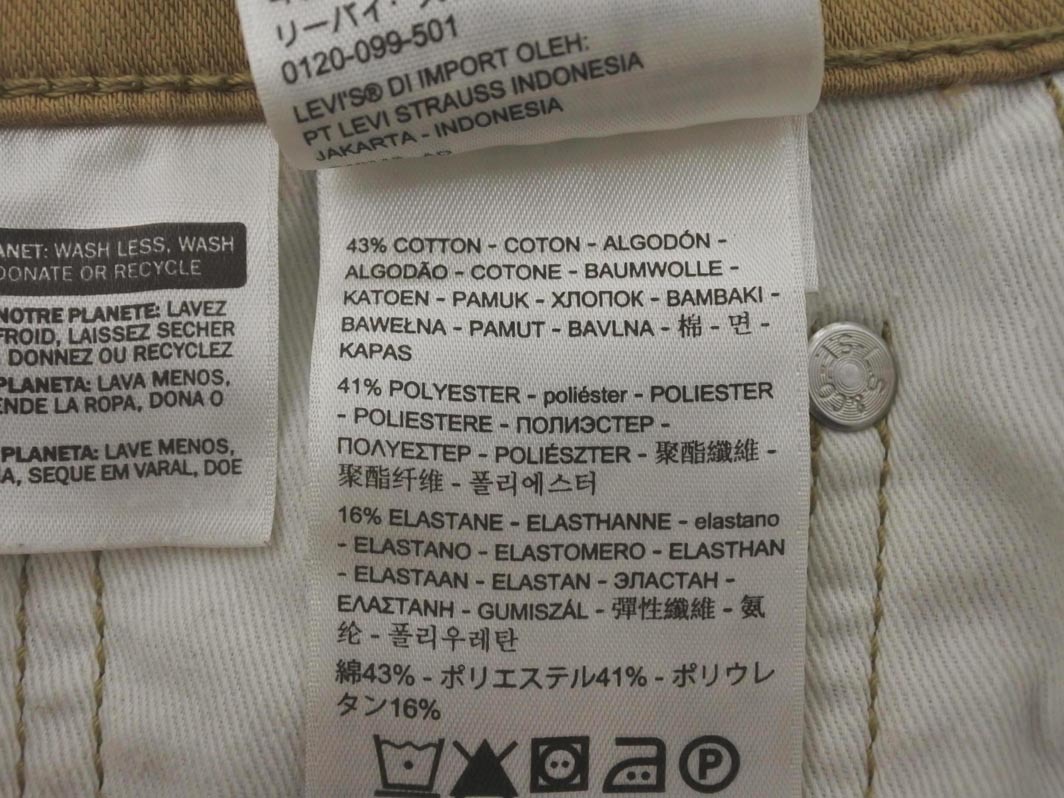 リーバイ
0120-099-501
LEVI'S® DI IMPORT OLEH:
PT LEVI STRAUSS INDONESIA
JAKARTA - INDONESIA
WASH LESS, WASH
DONATE OR RECYCLE
NOTRE PLANETE: LAVEZ
FROID, LAISSEZ SECHER
DONNEZ OU RECYCLEZ
PLANETA: LAVA MENOS,
LA ROPA, DONA O
PLANETA: LAVE MENOS,
SEQUE EM VARAL, DOE
43% COTTON - COTON - ALGODÓN -
ALGODÃO - COTONE - BAUMWOLLE -
KATOEN - PAMUK - ХЛОПОК - BAMBAKI -
BAWEŁNA - PAMUT - BAVLNA - 棉 - 면 -
KAPAS
41% POLYESTER - poliéster - POLIESTER
- POLIESTERE - ПОЛИЭСТЕР -
ΠΟΛΥΕΣΤΕΡ - POLIÉSZTER - 聚酯纖維 -
聚酯纤维 - 폴리에스터
16% ELASTANE - ELASTHANNE - elastano
- ELASTANO - ELASTOMERO - ELASTHAN
- ELASTAAN - ELASTAN - ЭЛАСТАН -
ΕΛΑΣΤΑΝΗ - GUMISZÁL - 彈性纖維 - 氨
纶 - 폴리우레탄
綿43% - ポリエステル41% - ポリウレ
タン16%
P